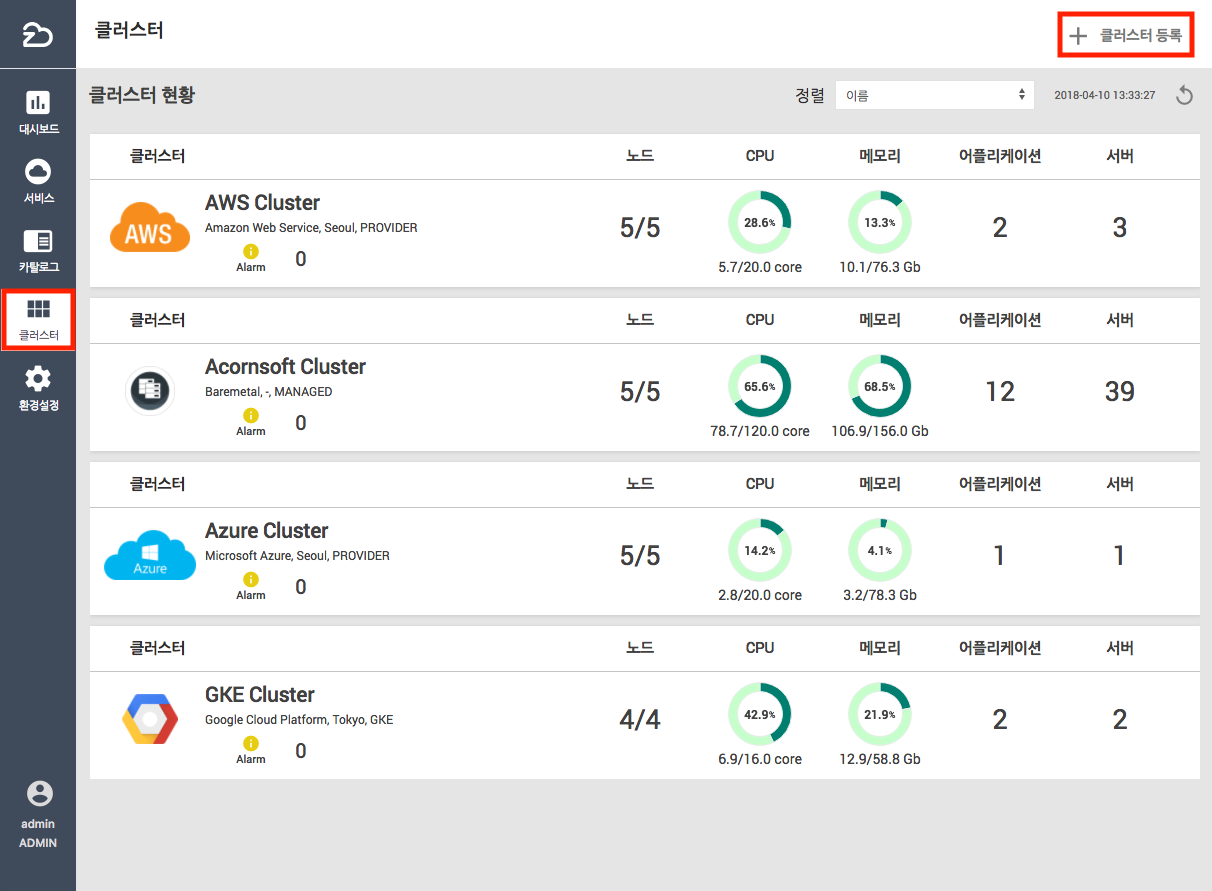 클러스터
클러스터 등록
대시보드
서비스
카탈로그
클러스터
환경설정
admin
ADMIN
클러스터 현황
정렬 이름 2018-04-10 13:33:27
클러스터 노드 CPU 메모리 어플리케이션 서버
AWS
AWS Cluster
Amazon Web Service, Seoul, PROVIDER
Alarm 0
5/5 28.6% 13.3% 2 3
5.7/20.0 core 10.1/76.3 Gb
클러스터 노드 CPU 메모리 어플리케이션 서버
Acornsoft Cluster
Baremetal, -, MANAGED
Alarm 0
5/5 65.6% 68.5% 12 39
78.7/120.0 core 106.9/156.0 Gb
클러스터 노드 CPU 메모리 어플리케이션 서버
Azure
Azure Cluster
Microsoft Azure, Seoul, PROVIDER
Alarm 0
5/5 14.2% 4.1% 1 1
2.8/20.0 core 3.2/78.3 Gb
클러스터 노드 CPU 메모리 어플리케이션 서버
GKE Cluster
Google Cloud Platform, Tokyo, GKE
Alarm 0
4/4 42.9% 21.9% 2 2
6.9/16.0 core 12.9/58.8 Gb